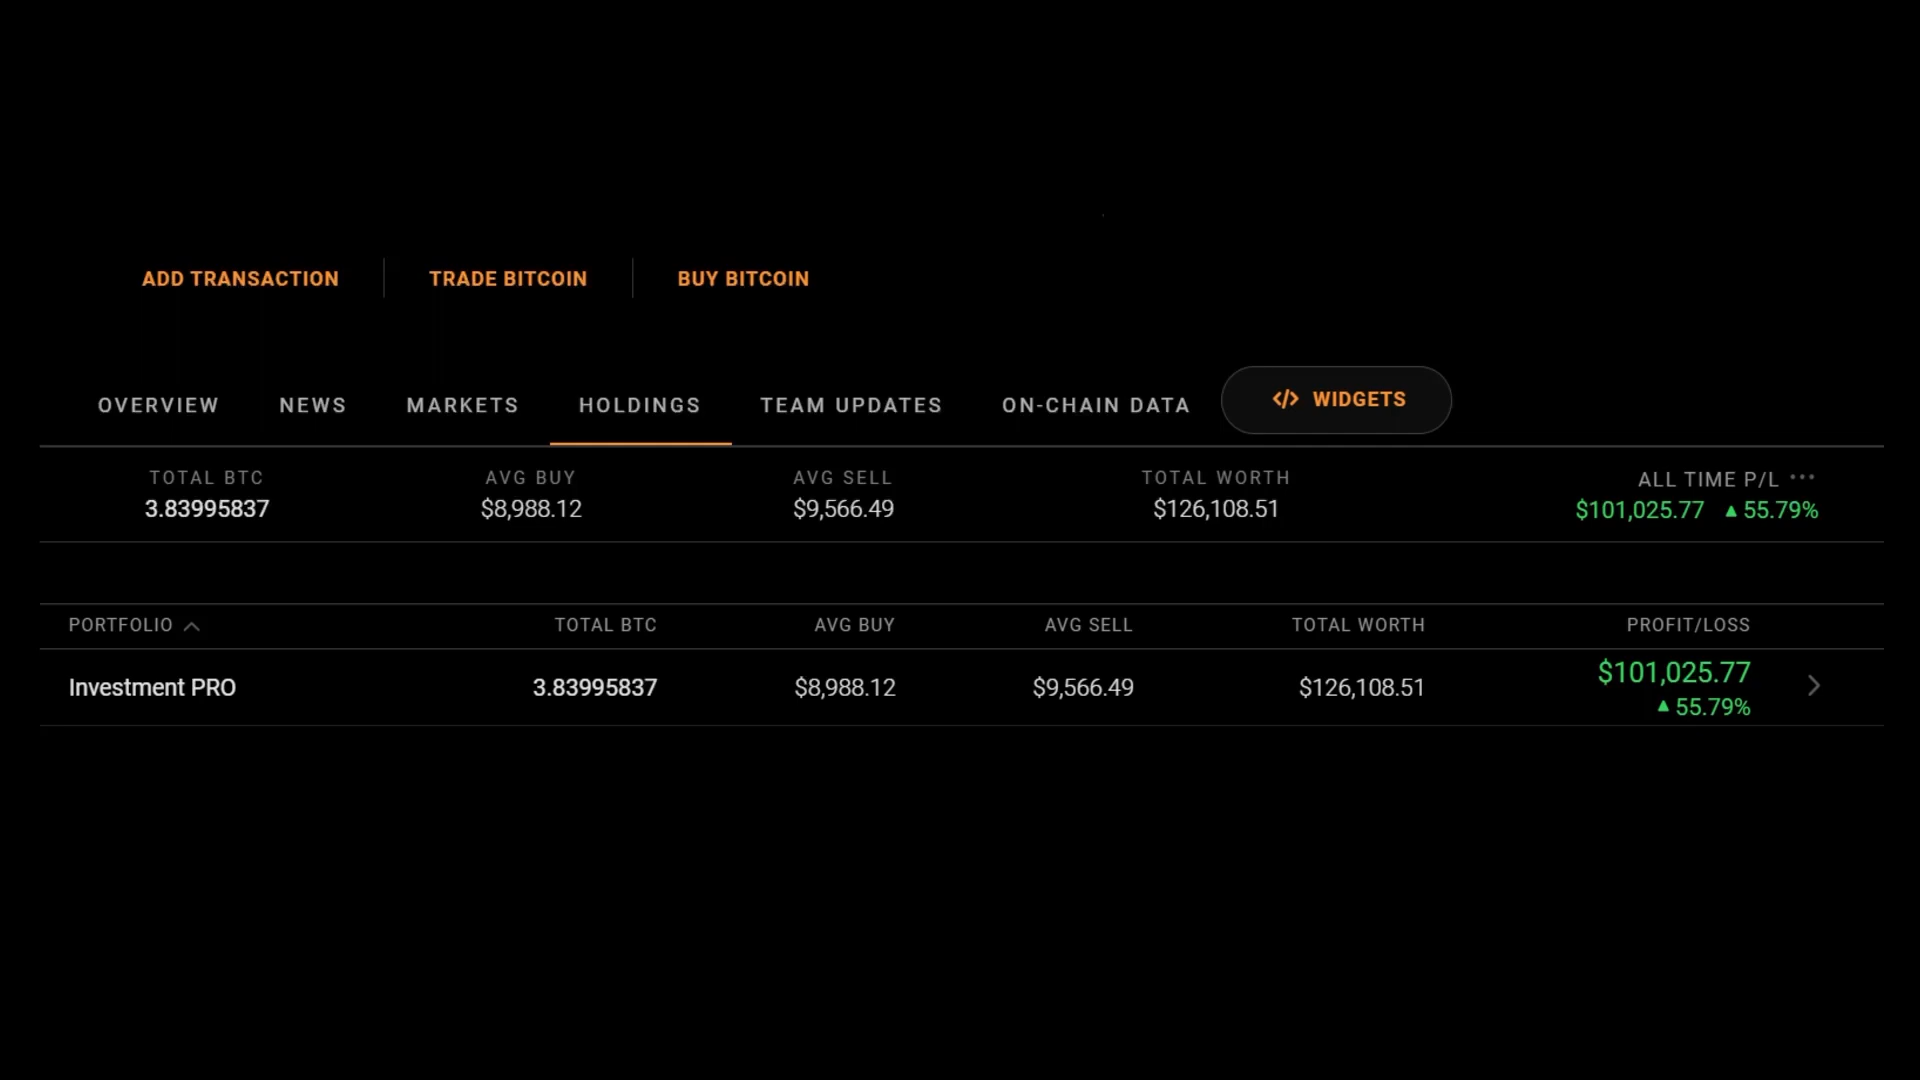 ADD TRANSACTION TRADE BITCOIN BUY BITCOIN
OVERVIEW NEWS MARKETS HOLDINGS TEAM UPDATES ON-CHAIN DATA </> WIDGETS
TOTAL BTC AVG BUY AVG SELL TOTAL WORTH ALL TIME P/L ···
3.83995837 $8,988.12 $9,566.49 $126,108.51 $101,025.77 ▲ 55.79%
PORTFOLIO TOTAL BTC AVG BUY AVG SELL TOTAL WORTH PROFIT/LOSS
Investment PRO 3.83995837 $8,988.12 $9,566.49 $126,108.51 $101,025.77
▲ 55.79%